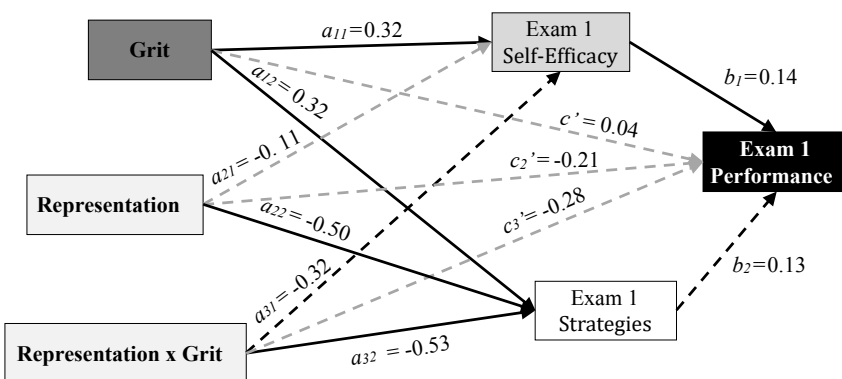 Grit
a11=0.32
Exam 1
Self-Efficacy
a12= 0.32
b1=0.14
c’= 0.04
a21= -0. 11
Exam 1
Performance
c2’= -0.21
Representation
a22= -0.50
c3’= -0.28
b2=0.13
a31= -0.32
Exam 1
Strategies
Representation x Grit
a32 = -0.53